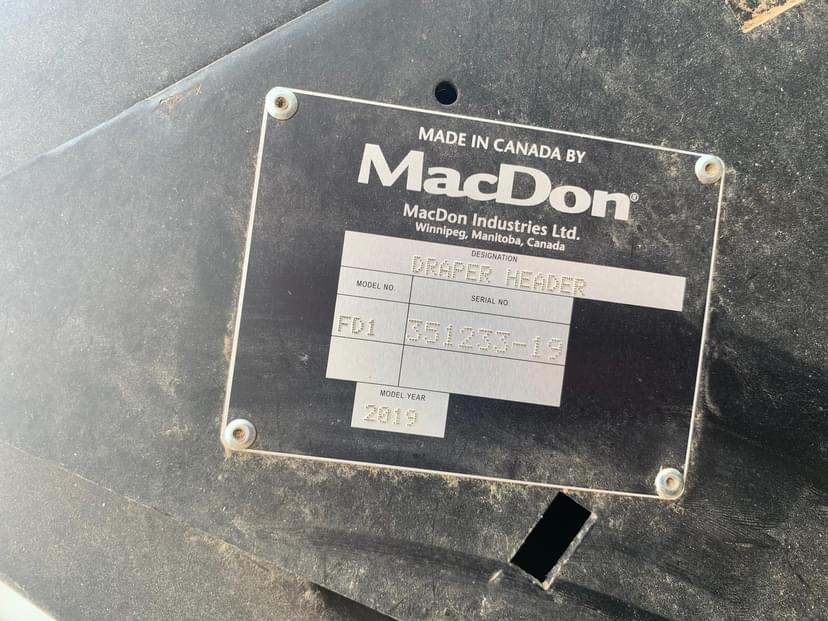 MADE IN CANADA BY
MacDon®
MacDon Industries Ltd.
Winnipeg, Manitoba, Canada
DESIGNATION
DRAPER HEADER
MODEL NO. SERIAL NO.
FD1 351233-19
MODEL YEAR
2019